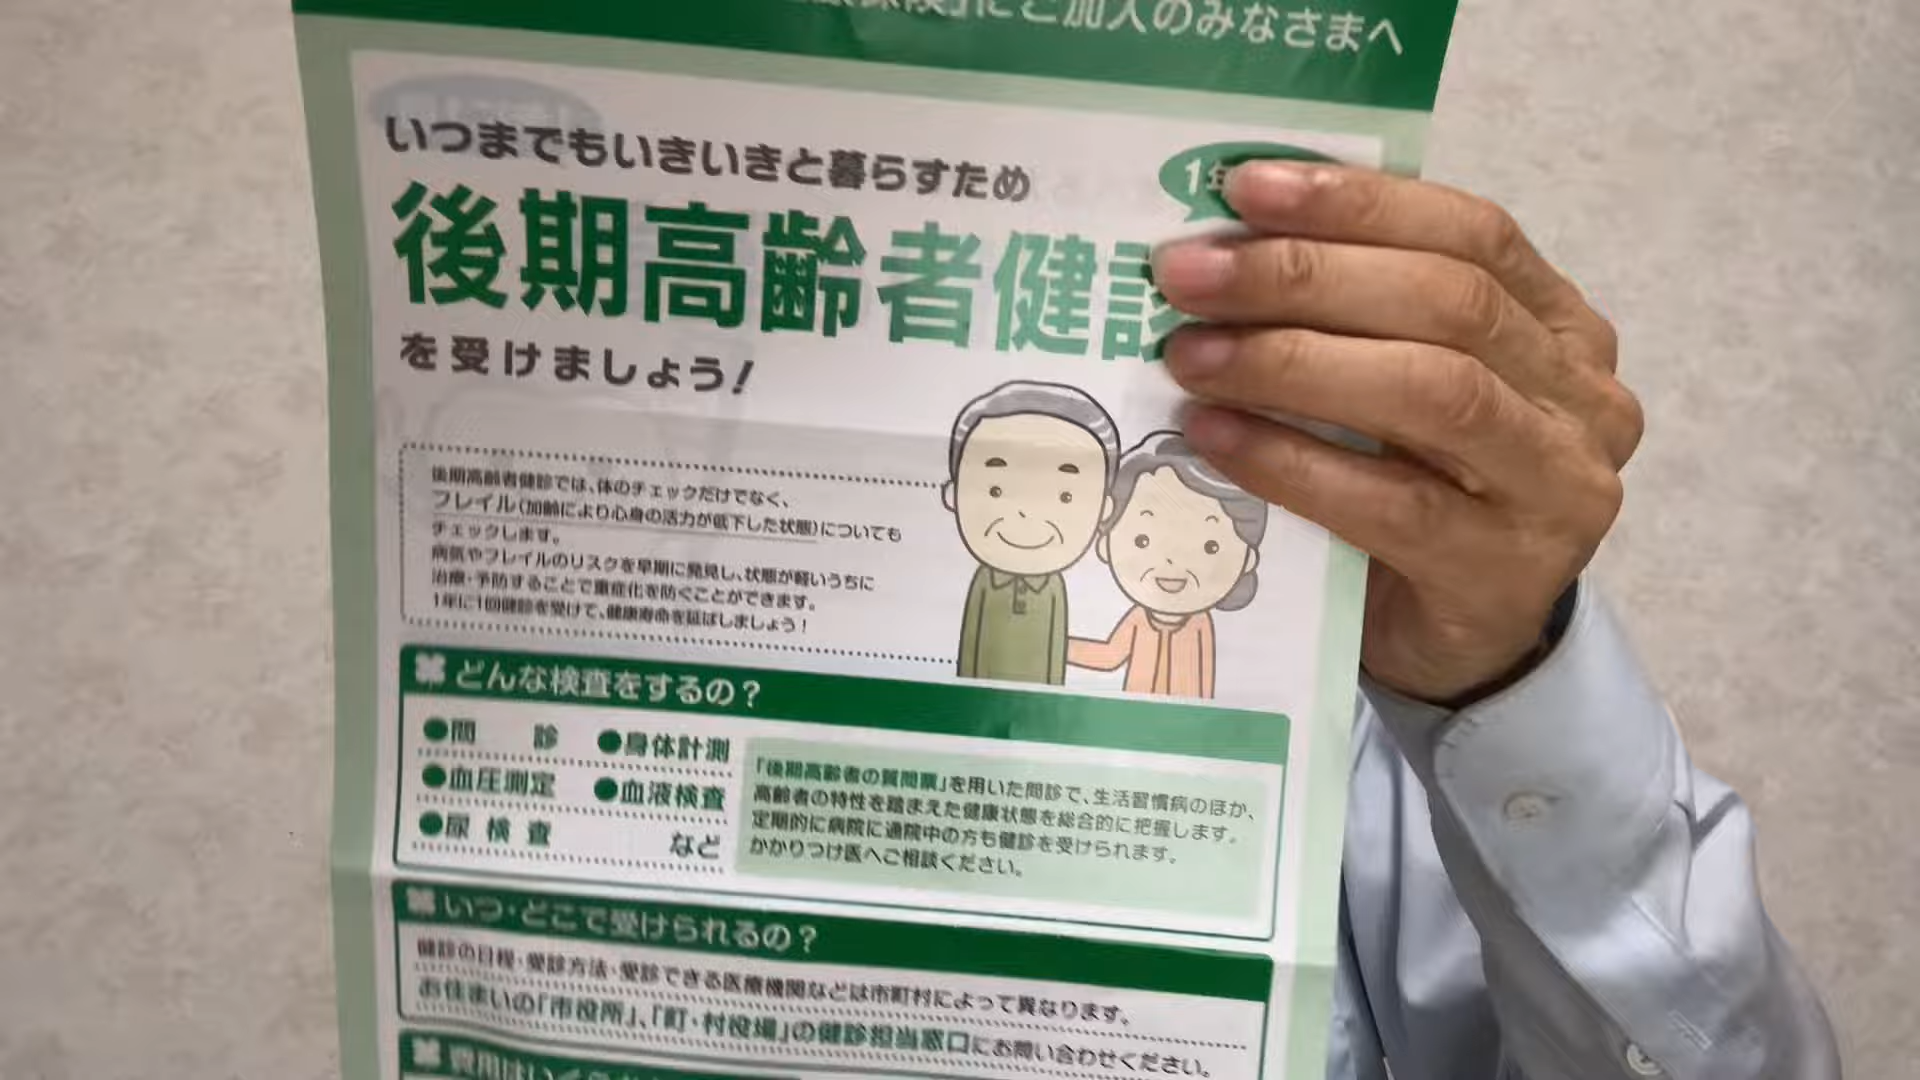 にご加入のみなさまへ
いつまでもいきいきと暮らすため
1年
後期高齢者健診
を受けましょう!
後期高齢者健診では、体のチェックだけでなく、
フレイル(加齢により心身の活力が低下した状態)についても
チェックします。
病気やフレイルのリスクを早期に発見し、状態が軽いうちに
治療・予防することで重症化を防ぐことができます。
1年に1回健診を受けて、健康寿命を延ばしましょう!
どんな検査をするの?
●問診 ●身体計測
●血圧測定 ●血液検査
●尿検査 など
「後期高齢者の質問票」を用いた問診で、生活習慣病のほか、
高齢者の特性を踏まえた健康状態を総合的に把握します。
定期的に病院に通院中の方も健診を受けられます。
かかりつけ医へご相談ください。
いつ・どこで受けられるの?
健診の日程・受診方法・受診できる医療機関などは市町村によって異なります。
お住まいの「市役所」、「町・村役場」の健診担当窓口にお問い合わせください。
費用は